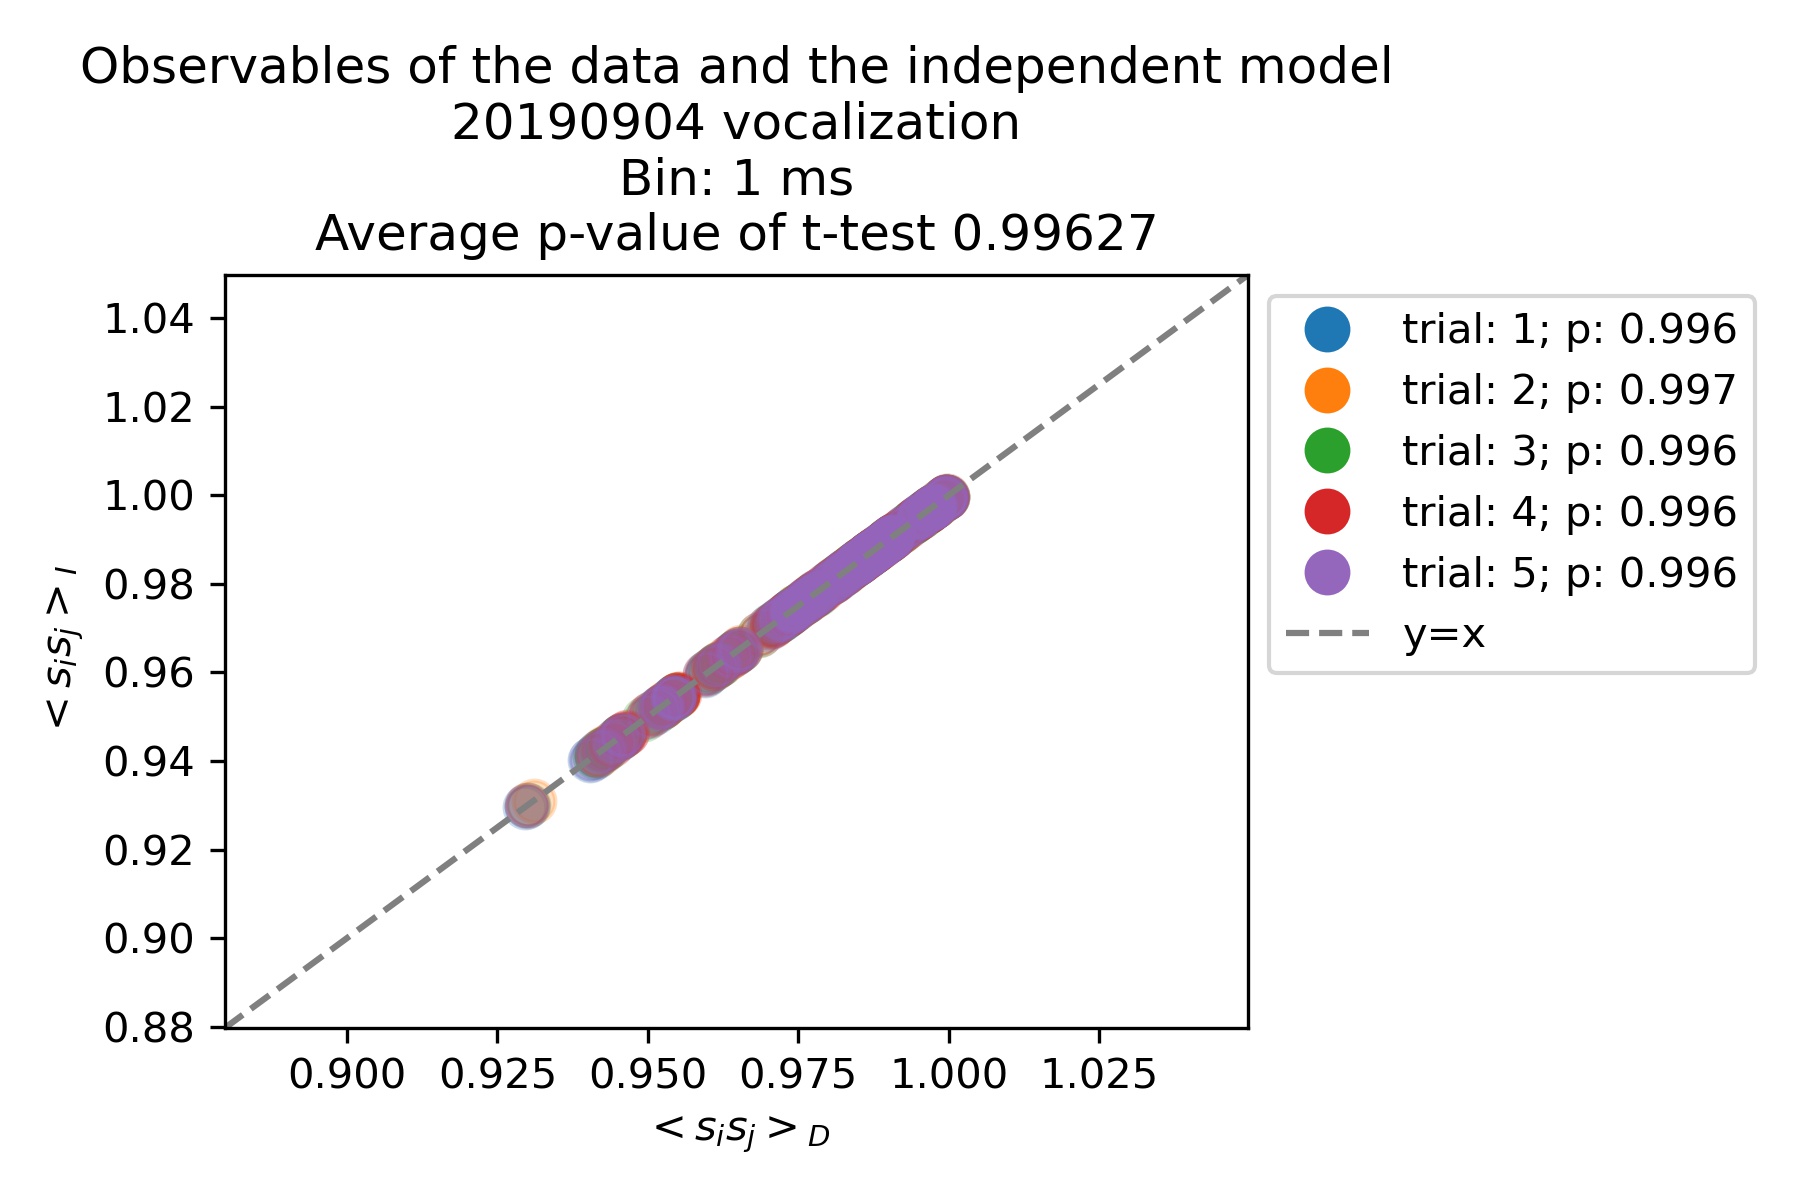 Observables of the data and the independent model
20190904 vocalization
Bin: 1 ms
Average p-value of t-test 0.99627
1.04
1.02
1.00
0.98
0.96
0.94
0.92
0.90
0.88
< s_i s_j >_I
0.900 0.925 0.950 0.975 1.000 1.025
< s_i s_j >_D
trial: 1; p: 0.996
trial: 2; p: 0.997
trial: 3; p: 0.996
trial: 4; p: 0.996
trial: 5; p: 0.996
y=x